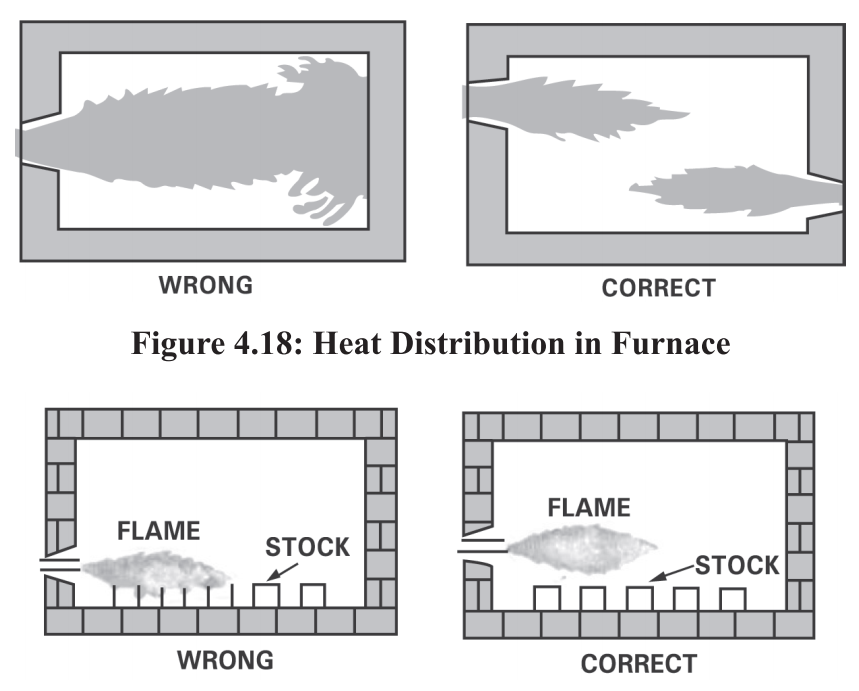 WRONG
CORRECT
Figure 4.18: Heat Distribution in Furnace
FLAME
STOCK
FLAME
STOCK
WRONG
CORRECT